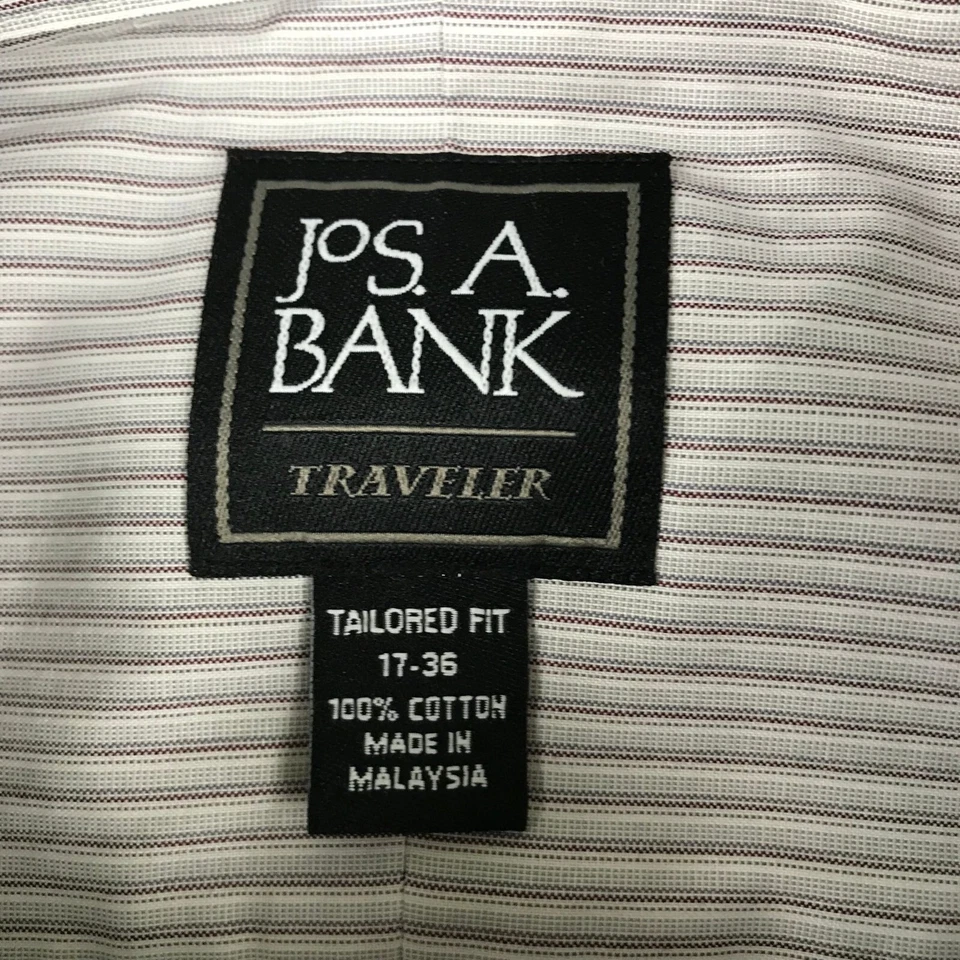 JOS. A.
BANK
TRAVELER
TAILORED FIT
17-36
100% COTTON
MADE IN
MALAYSIA